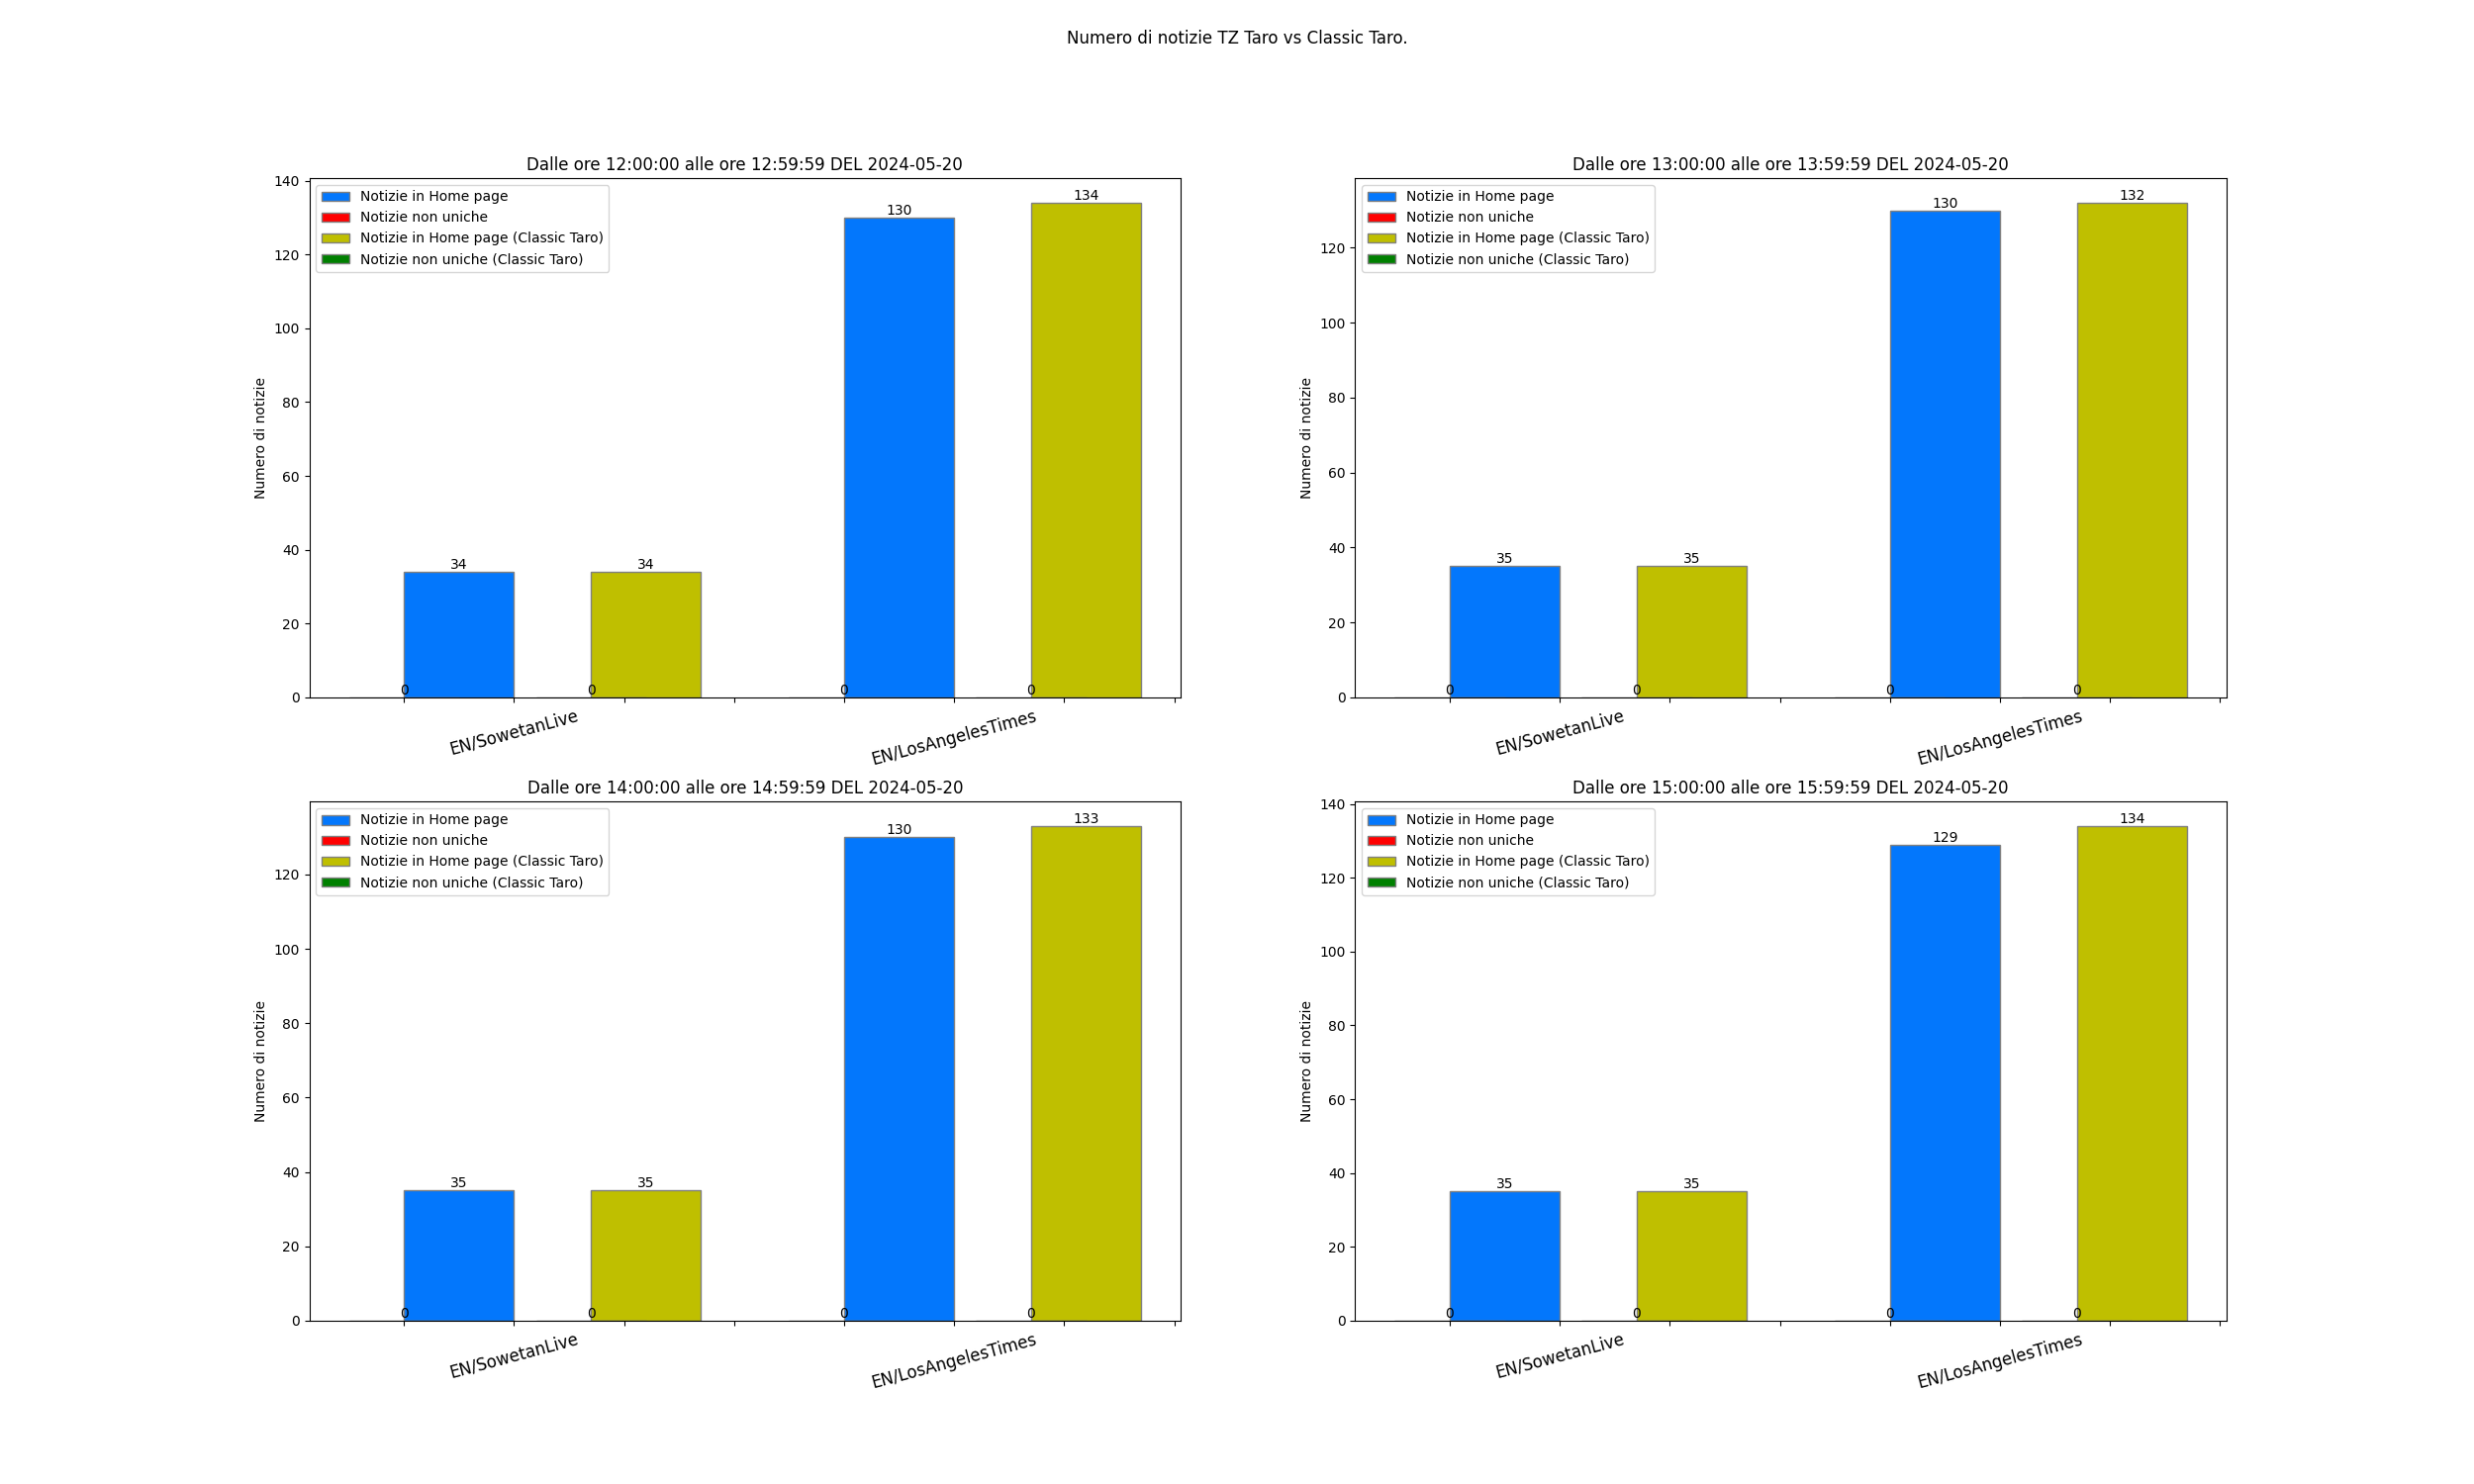 Numero di notizie TZ Taro vs Classic Taro.
Dalle ore 12:00:00 alle ore 12:59:59 DEL 2024-05-20
Notizie in Home page
Notizie non uniche
Notizie in Home page (Classic Taro)
Notizie non uniche (Classic Taro)
Numero di notizie
140
120
100
80
60
40
20
0
34
34
130
134
0
0
0
0
EN/SowetanLive
EN/LosAngelesTimes
Dalle ore 13:00:00 alle ore 13:59:59 DEL 2024-05-20
Notizie in Home page
Notizie non uniche
Notizie in Home page (Classic Taro)
Notizie non uniche (Classic Taro)
Numero di notizie
120
100
80
60
40
20
0
35
35
130
132
0
0
0
0
EN/SowetanLive
EN/LosAngelesTimes
Dalle ore 14:00:00 alle ore 14:59:59 DEL 2024-05-20
Notizie in Home page
Notizie non uniche
Notizie in Home page (Classic Taro)
Notizie non uniche (Classic Taro)
Numero di notizie
120
100
80
60
40
20
0
35
35
130
133
0
0
0
0
EN/SowetanLive
EN/LosAngelesTimes
Dalle ore 15:00:00 alle ore 15:59:59 DEL 2024-05-20
Notizie in Home page
Notizie non uniche
Notizie in Home page (Classic Taro)
Notizie non uniche (Classic Taro)
Numero di notizie
140
120
100
80
60
40
20
0
35
35
129
134
0
0
0
0
EN/SowetanLive
EN/LosAngelesTimes